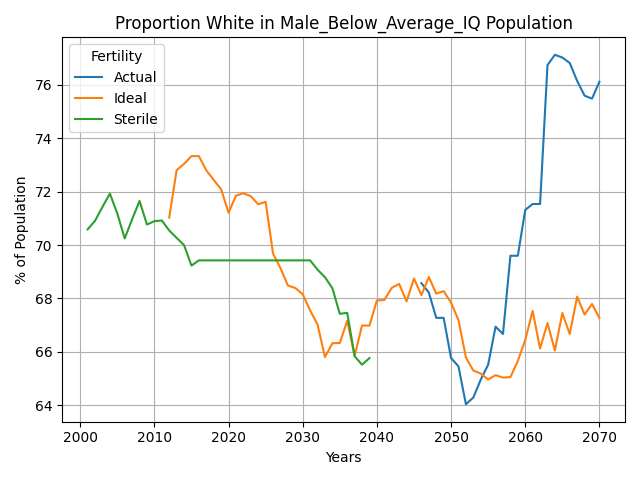 Proportion White in Male_Below_Average_IQ Population
Fertility
Actual
Ideal
Sterile
% of Population
76
74
72
70
68
66
64
2000 2010 2020 2030 2040 2050 2060 2070
Years